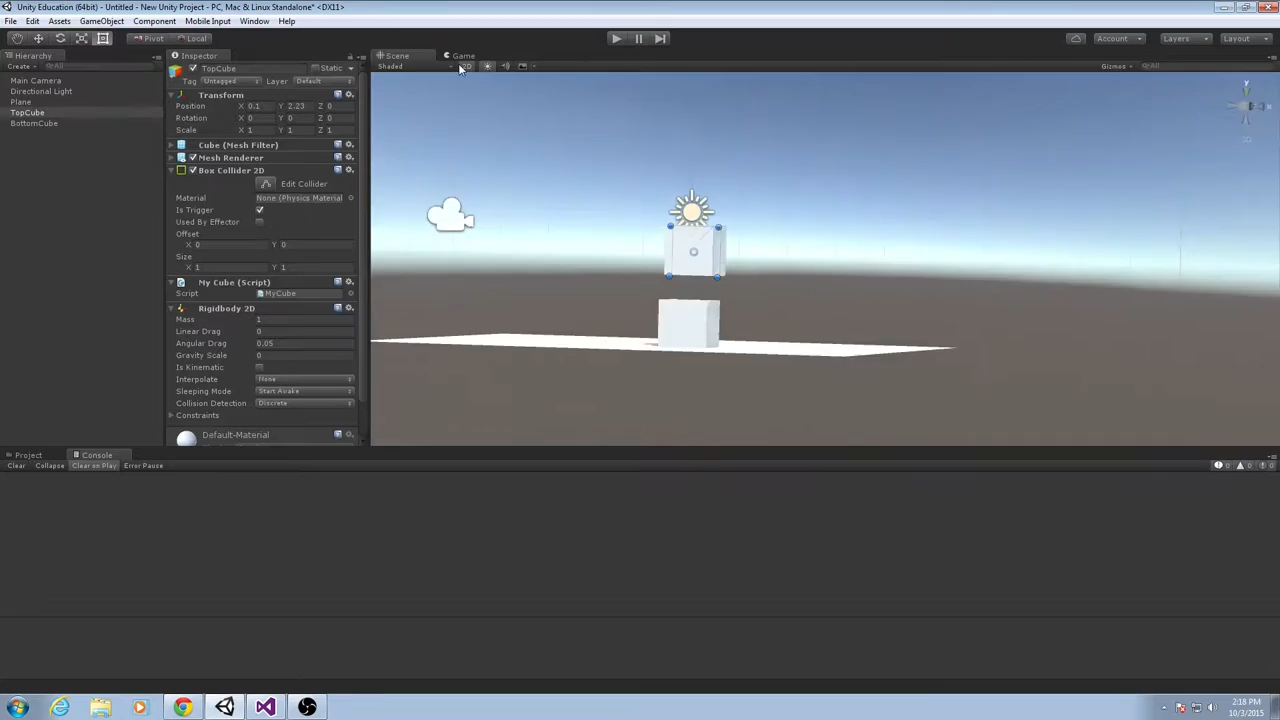 Unity Education (64bit) - Untitled - New Unity Project - PC, Mac & Linux Standalone* <DX11>
File Edit Assets GameObject Component Mobile Input Window Help
Pivot Local Account Layers Layout
Hierarchy Inspector Scene Game
Create All TopCube Static Shaded 2D Gizmos All
Main Camera Tag Untagged Layer Default
Directional Light Transform
Plane Position X 0.1 Y 2.23 Z 0
TopCube Rotation X 0 Y 0 Z 0
BottomCube Scale X 1 Y 1 Z 1
Cube (Mesh Filter)
Mesh Renderer
Box Collider 2D
Edit Collider
Material None (Physics Material
Is Trigger
Used By Effector
Offset
X 0 Y 0
Size
X 1 Y 1
My Cube (Script)
Script MyCube
Rigidbody 2D
Mass 1
Linear Drag 0
Angular Drag 0.05
Gravity Scale 0
Is Kinematic
Interpolate None
Sleeping Mode Start Awake
Collision Detection Discrete
Constraints
Default-Material
Project Console
Clear Collapse Clear on Play Error Pause 0 0 0
2:18 PM
10/3/2015